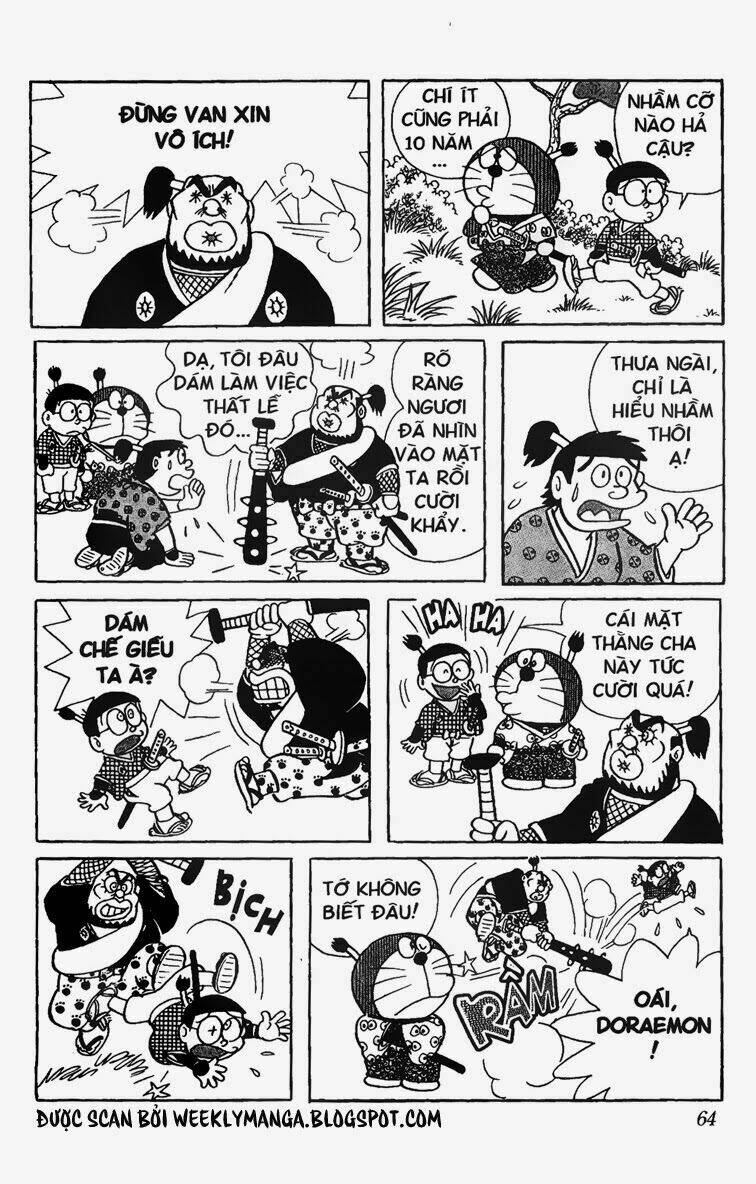 NHẦM CỠ
NÀO HẢ
CẬU?
CHÍ ÍT
CŨNG PHẢI
10 NĂM
...
ĐỪNG VAN XIN
VÔ ÍCH!
THƯA NGÀI,
CHỈ LÀ
HIỂU NHẦM
THÔI
Ạ!
RÕ
RÀNG
NGƯƠI
ĐÃ NHÌN
VÀO MẶT
TA RỒI
CƯỜI
KHẨY.
DẠ, TÔI ĐÂU
DÁM LÀM VIỆC
THẤT LỄ
ĐÓ...
CÁI MẶT
THẰNG CHA
NÀY TỨC
CƯỜI QUÁ!
HA HA
DÁM
CHẾ GIỄU
TA À?
OÁI,
DORAEMON
!
RẦM
TỚ KHÔNG
BIẾT ĐÂU!
BỊCH
ĐƯỢC SCAN BỞI WEEKLYMANGA.BLOGSPOT.COM
64